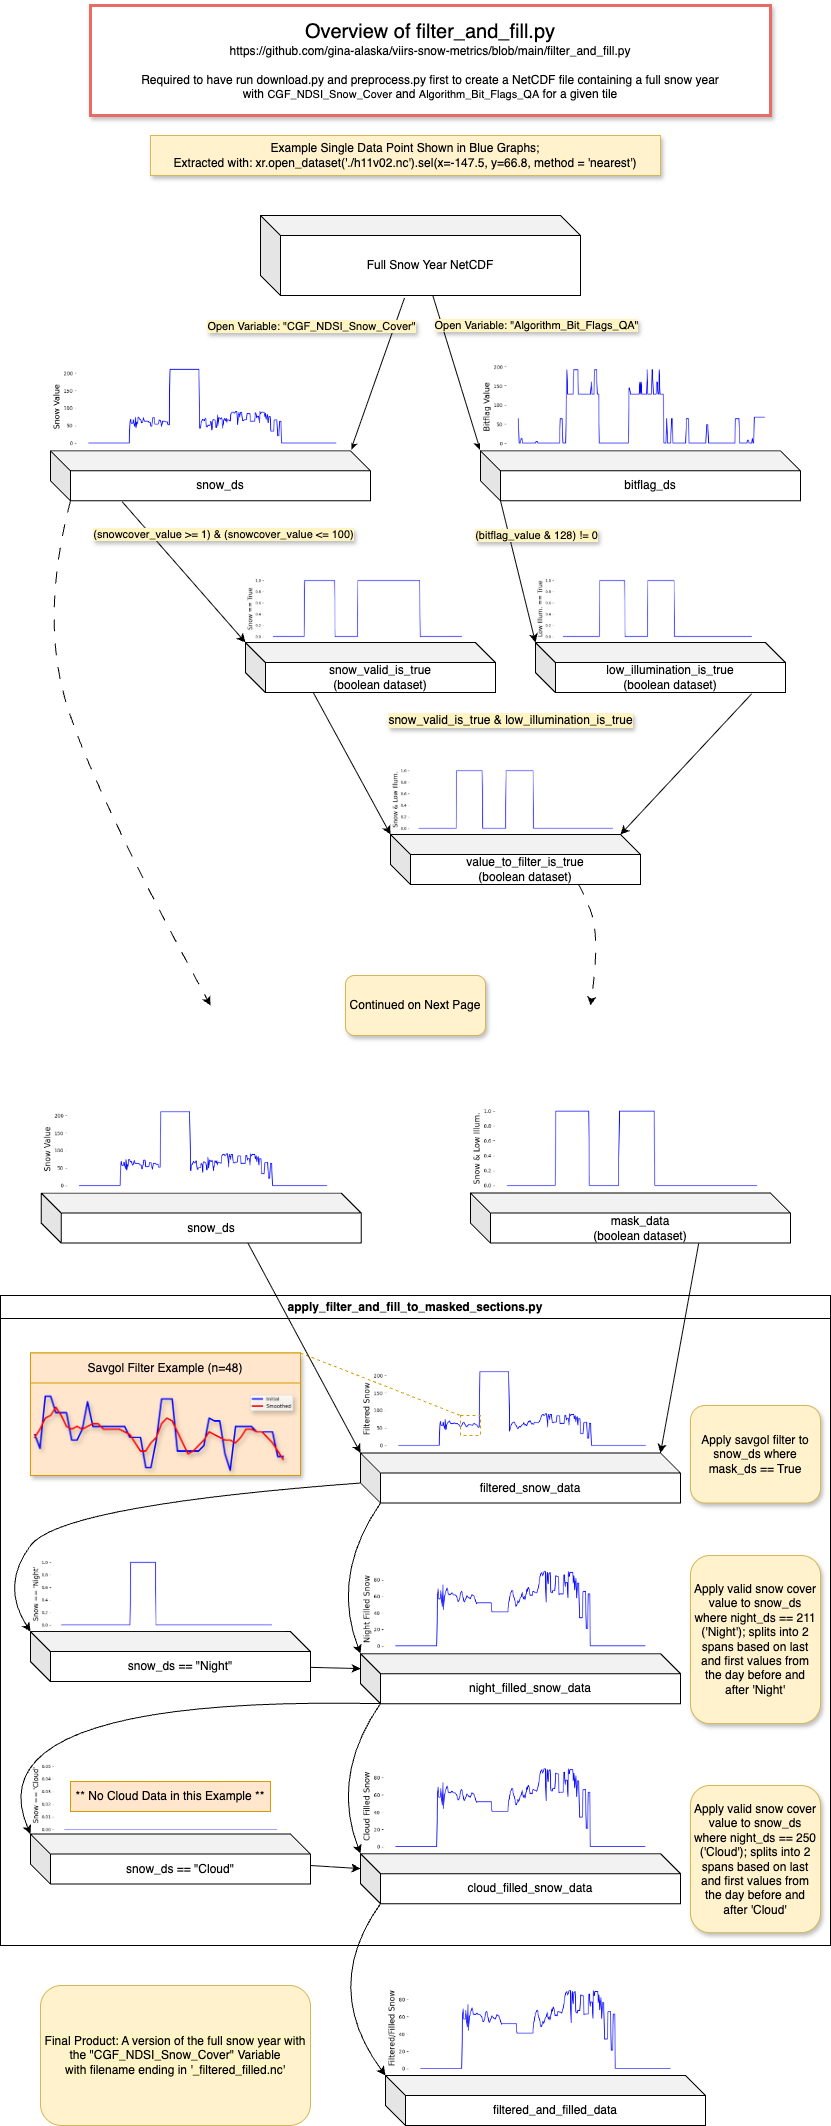 Overview of filter_and_fill.py
https://github.com/gina-alaska/viirs-snow-metrics/blob/main/filter_and_fill.py
Required to have run download.py and preprocess.py first to create a NetCDF file containing a full snow year
with CGF_NDSI_Snow_Cover and Algorithm_Bit_Flags_QA for a given tile
Example Single Data Point Shown in Blue Graphs;
Extracted with: xr.open_dataset('./h11v02.nc').sel(x=-147.5, y=66.8, method = 'nearest')
Full Snow Year NetCDF
Open Variable: "CGF_NDSI_Snow_Cover"
Open Variable: "Algorithm_Bit_Flags_QA"
Snow Value
200
150
100
50
0
snow_ds
Bitflag Value
200
150
100
50
0
bitflag_ds
(snowcover_value >= 1) & (snowcover_value <= 100)
(bitflag_value & 128) != 0
Snow == True
1.0
0.8
0.6
0.4
0.2
0.0
snow_valid_is_true
(boolean dataset)
Low Illum. == True
1.0
0.8
0.6
0.4
0.2
0.0
low_illumination_is_true
(boolean dataset)
snow_valid_is_true & low_illumination_is_true
Snow & Low Illum.
1.0
0.8
0.6
0.4
0.2
0.0
value_to_filter_is_true
(boolean dataset)
Continued on Next Page
Snow Value
200
150
100
50
0
snow_ds
Snow & Low Illum.
1.0
0.8
0.6
0.4
0.2
0.0
mask_data
(boolean dataset)
apply_filter_and_fill_to_masked_sections.py
Savgol Filter Example (n=48)
Initial
Smoothed
Filtered Snow
200
150
100
50
0
filtered_snow_data
Apply savgol filter to
snow_ds where
mask_ds == True
Snow == 'Night'
1.0
0.8
0.6
0.4
0.2
0.0
snow_ds == "Night"
Night Filled Snow
80
60
40
20
0
night_filled_snow_data
Apply valid snow cover
value to snow_ds
where night_ds == 211
('Night'); splits into 2
spans based on last
and first values from
the day before and
after 'Night'
Snow == 'Cloud'
0.05
0.04
0.03
0.02
0.01
0.00
** No Cloud Data in this Example **
snow_ds == "Cloud"
Cloud Filled Snow
80
60
40
20
0
cloud_filled_snow_data
Apply valid snow cover
value to snow_ds
where night_ds == 250
('Cloud'); splits into 2
spans based on last
and first values from
the day before and
after 'Cloud'
Final Product: A version of the full snow year with
the "CGF_NDSI_Snow_Cover" Variable
with filename ending in '_filtered_filled.nc'
Filtered/Filled Snow
80
60
40
20
0
filtered_and_filled_data